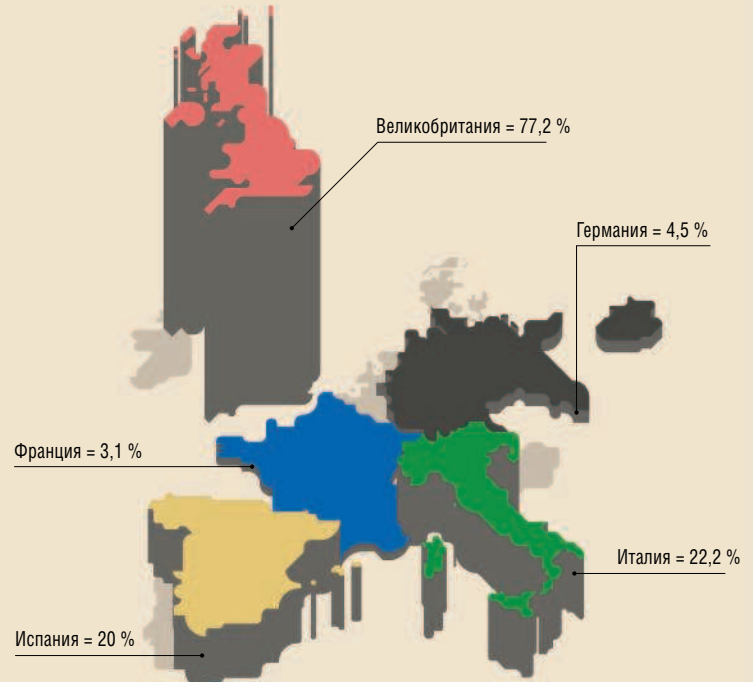 Великобритания = 77,2 %
Германия = 4,5 %
Франция = 3,1 %
Италия = 22,2 %
Испания = 20 %